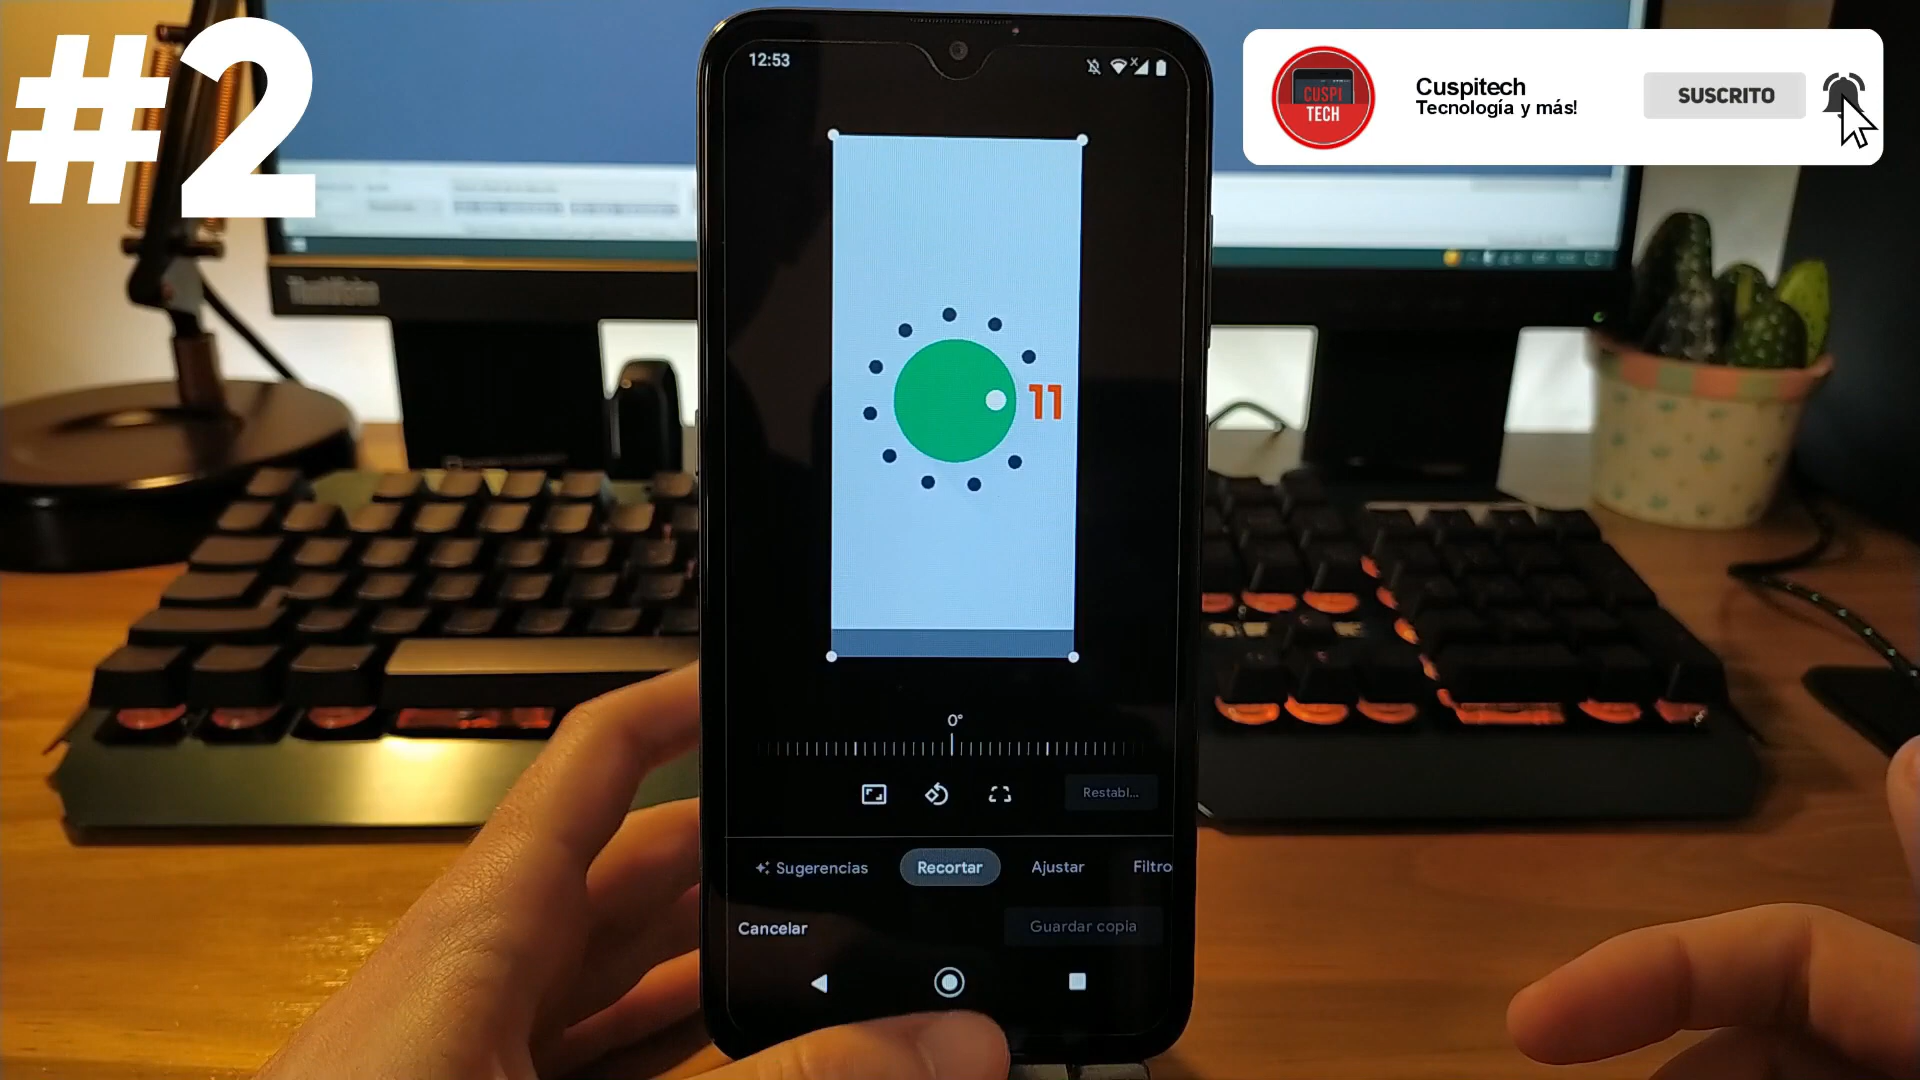 #2
12:53
CUSPI
TECH
Cuspitech
Tecnología y más!
SUSCRITO
11
0°
Restabl...
Sugerencias
Recortar
Ajustar
Filtro
Cancelar
Guardar copia